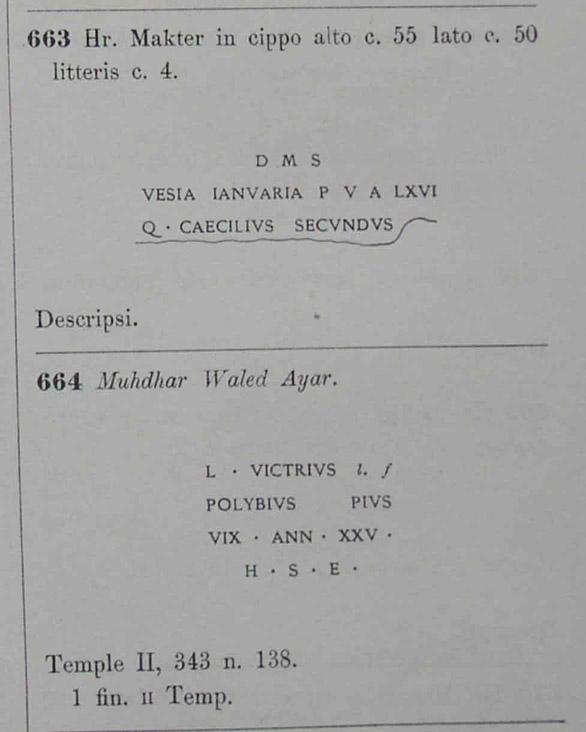 663 Hr. Makter in cippo alto c. 55 lato c. 50
litteris c. 4.
D M S
VESIA IANVARIA P V A LXVI
Q · CAECILIVS SECVNDVS
Descripsi.
664 Muhdhar Waled Ayar.
L · VICTRIVS l. f
POLYBIVS PIVS
VIX · ANN · XXV ·
H · S · E ·
Temple II, 343 n. 138.
1 fin. II Temp.